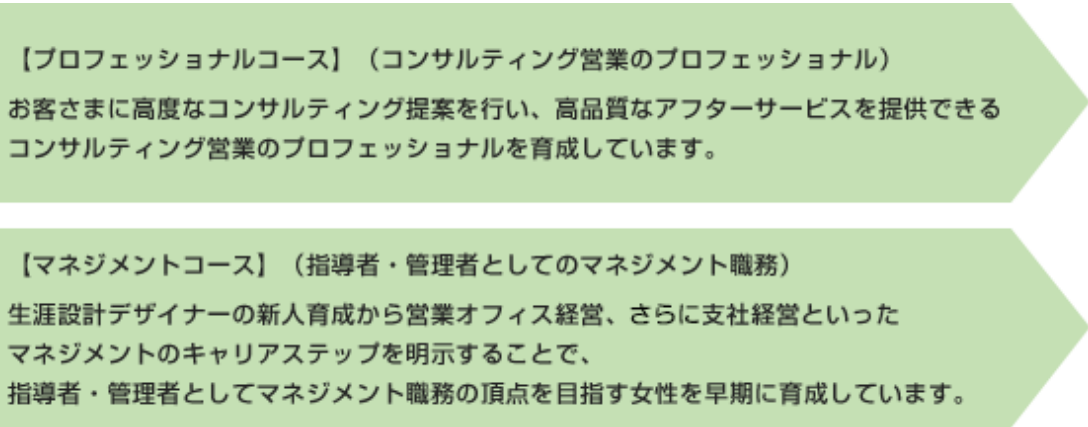 【プロフェッショナルコース】（コンサルティング営業のプロフェッショナル）
お客さまに高度なコンサルティング提案を行い、高品質なアフターサービスを提供できる
コンサルティング営業のプロフェッショナルを育成しています。
【マネジメントコース】（指導者・管理者としてのマネジメント職務）
生涯設計デザイナーの新人育成から営業オフィス経営、さらに支社経営といった
マネジメントのキャリアステップを明示することで、
指導者・管理者としてマネジメント職務の頂点を目指す女性を早期に育成しています。